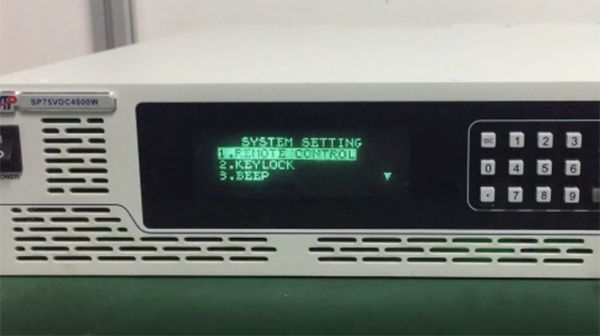 SP75VDC4000W
SYSTEM SETTING
1.REMOTE CONTROL
2.KEYLOCK
3.BEEP
ESC 1 2 3
0 4 5 6
. 7 8 9